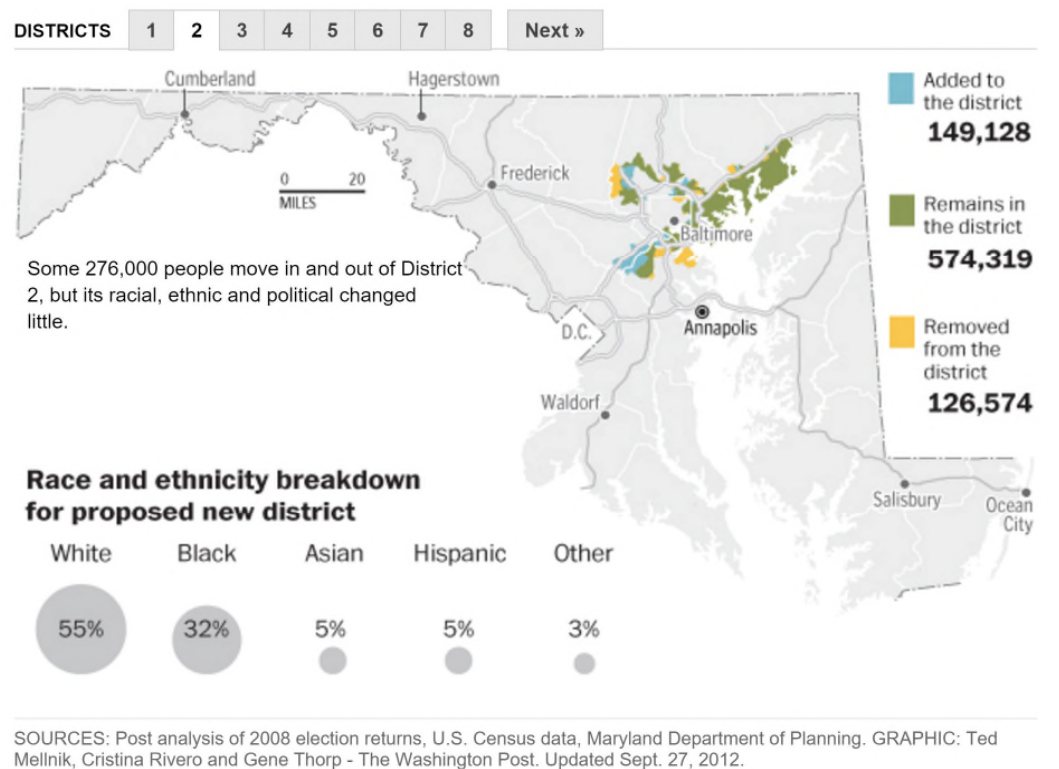 DISTRICTS 1 2 3 4 5 6 7 8 Next »
Cumberland
Hagerstown
Added to
the district
149,128
Frederick
0 20
MILES
Remains in
the district
574,319
Baltimore
Some 276,000 people move in and out of District
2, but its racial, ethnic and political changed
little.
D.C.
Annapolis
Removed
from the
district
126,574
Waldorf
Salisbury
Ocean
City
Race and ethnicity breakdown
for proposed new district
White Black Asian Hispanic Other
55% 32% 5% 5% 3%
SOURCES: Post analysis of 2008 election returns, U.S. Census data, Maryland Department of Planning. GRAPHIC: Ted
Mellnik, Cristina Rivero and Gene Thorp - The Washington Post. Updated Sept. 27, 2012.